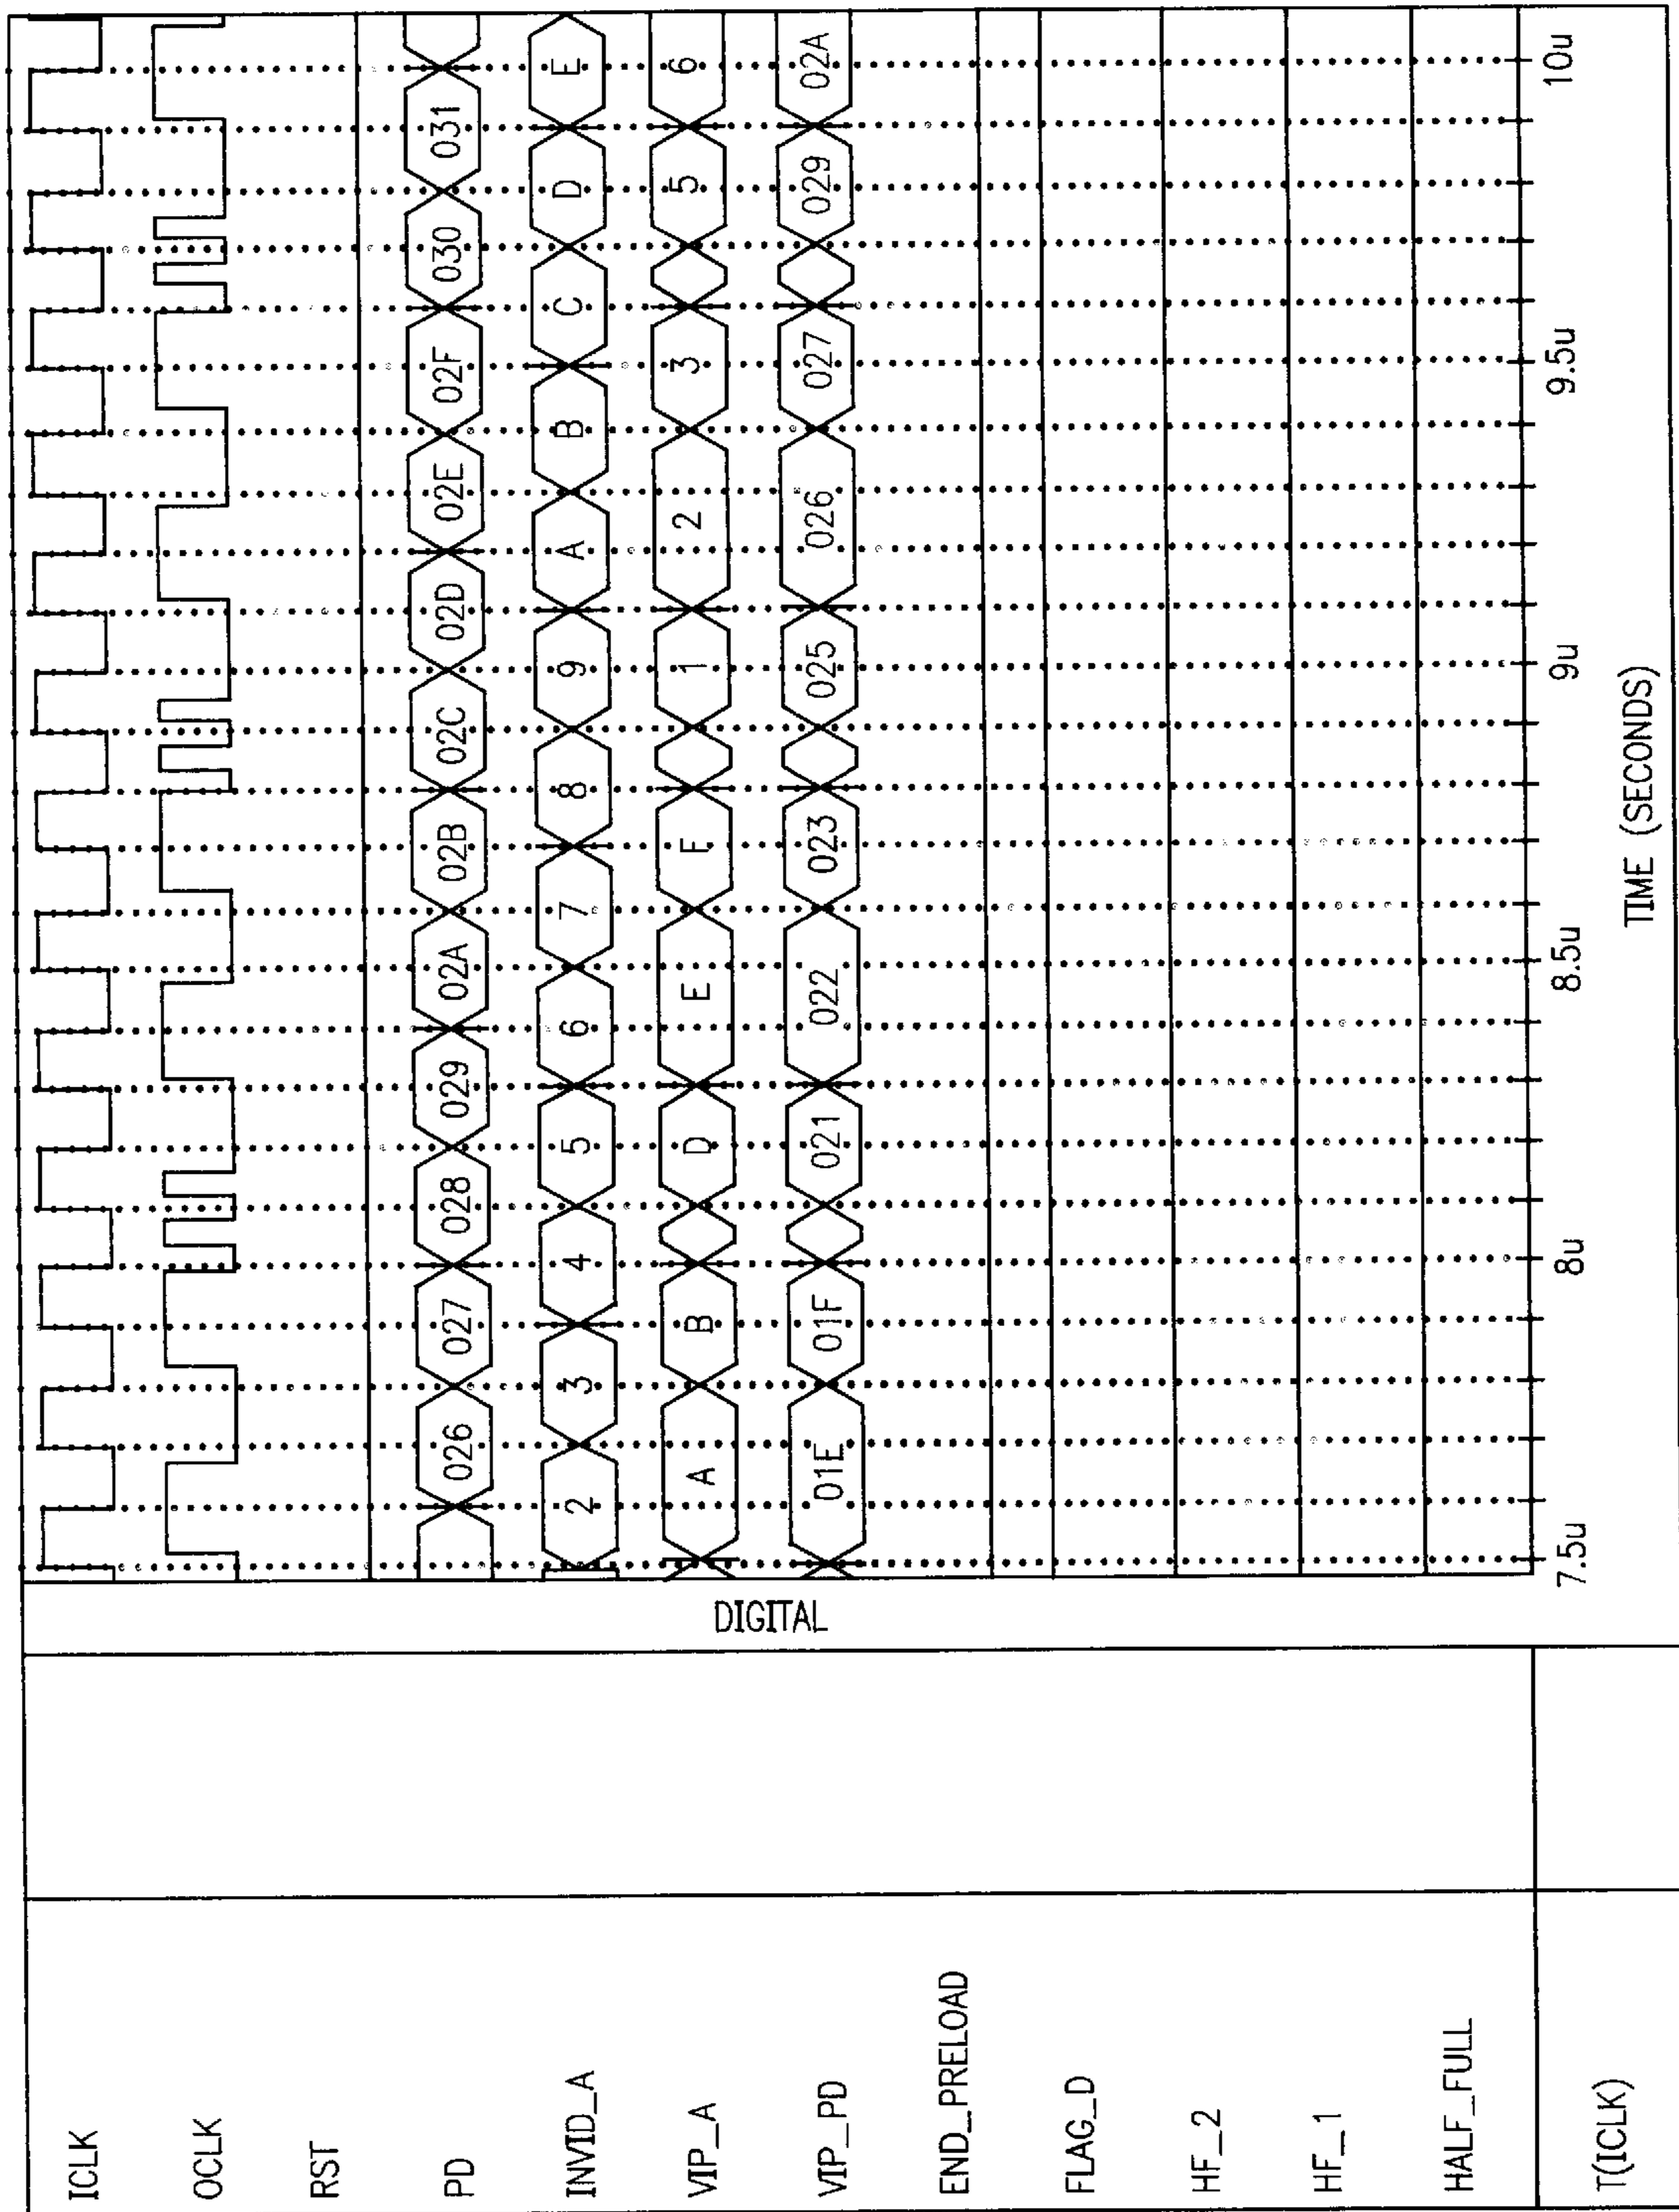 ICLK
OCLK
RST
PD
026 027 028 029 02A 02B 02C 02D 02E 02F 030 031
INVID_A
2 3 4 5 6 7 8 9 A B C D E
VIP_A
A B D E F 1 2 3 5 6
VIP_PD
01E 01F 021 022 023 025 026 027 029 02A
END_PRELOAD
FLAG_D
HF_2
HF_1
HALF_FULL
DIGITAL
T(ICLK)
7.5u 8u 8.5u 9u 9.5u 10u
TIME (SECONDS)